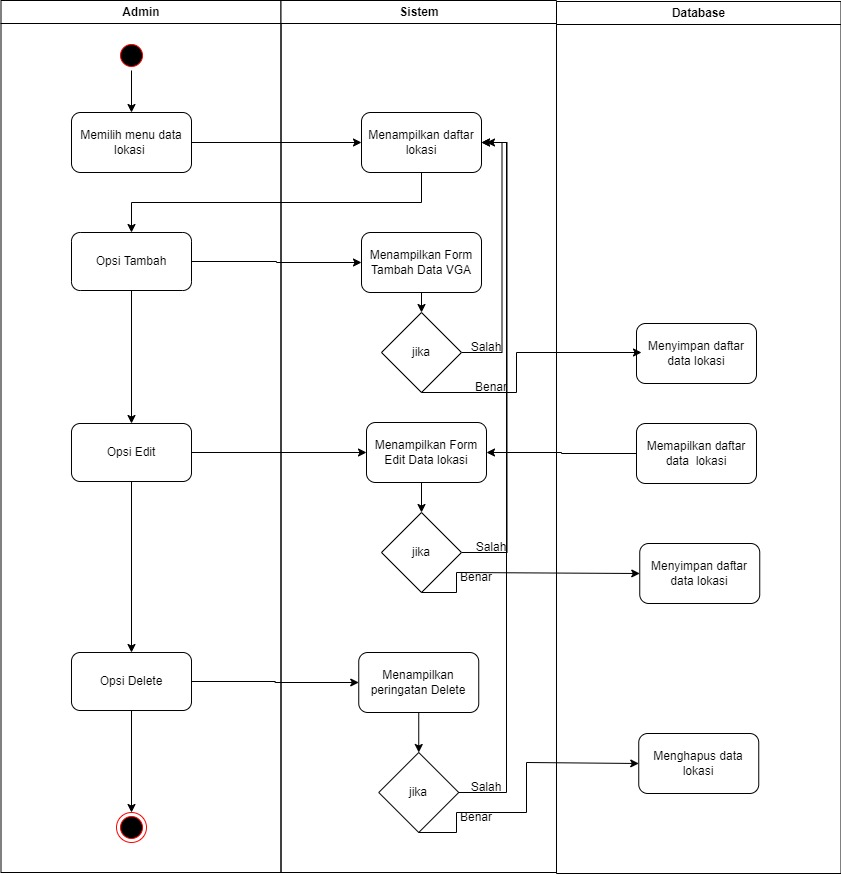 Admin
Sistem
Database
Memilih menu data
lokasi
Menampilkan daftar
lokasi
Opsi Tambah
Menampilkan Form
Tambah Data VGA
jika
Salah
Benar
Menyimpan daftar
data lokasi
Opsi Edit
Menampilkan Form
Edit Data lokasi
Memapilkan daftar
data lokasi
jika
Salah
Benar
Menyimpan daftar
data lokasi
Opsi Delete
Menampilkan
peringatan Delete
jika
Salah
Benar
Menghapus data
lokasi